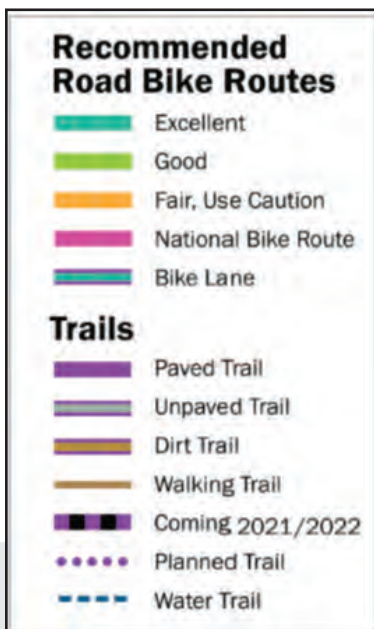 Recommended
Road Bike Routes
Excellent
Good
Fair, Use Caution
National Bike Route
Bike Lane
Trails
Paved Trail
Unpaved Trail
Dirt Trail
Walking Trail
Coming 2021/2022
Planned Trail
Water Trail